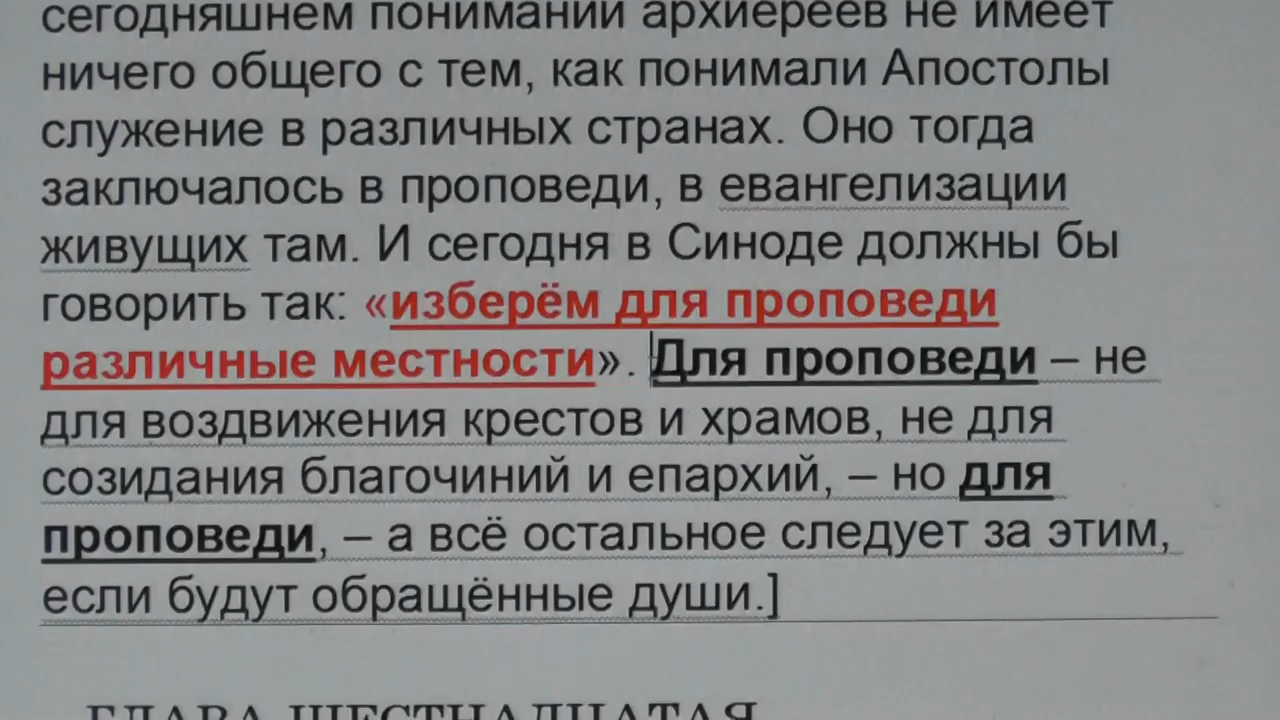 сегодняшнем понимании архиереев не имеет
ничего общего с тем, как понимали Апостолы
служение в различных странах. Оно тогда
заключалось в проповеди, в евангелизации
живущих там. И сегодня в Синоде должны бы
говорить так: «изберём для проповеди
различные местности». Для проповеди – не
для воздвижения крестов и храмов, не для
созидания благочиний и епархий, – но для
проповеди, – а всё остальное следует за этим,
если будут обращённые души.]
ГЛАВА ШЕСТНАДЦАТАЯ